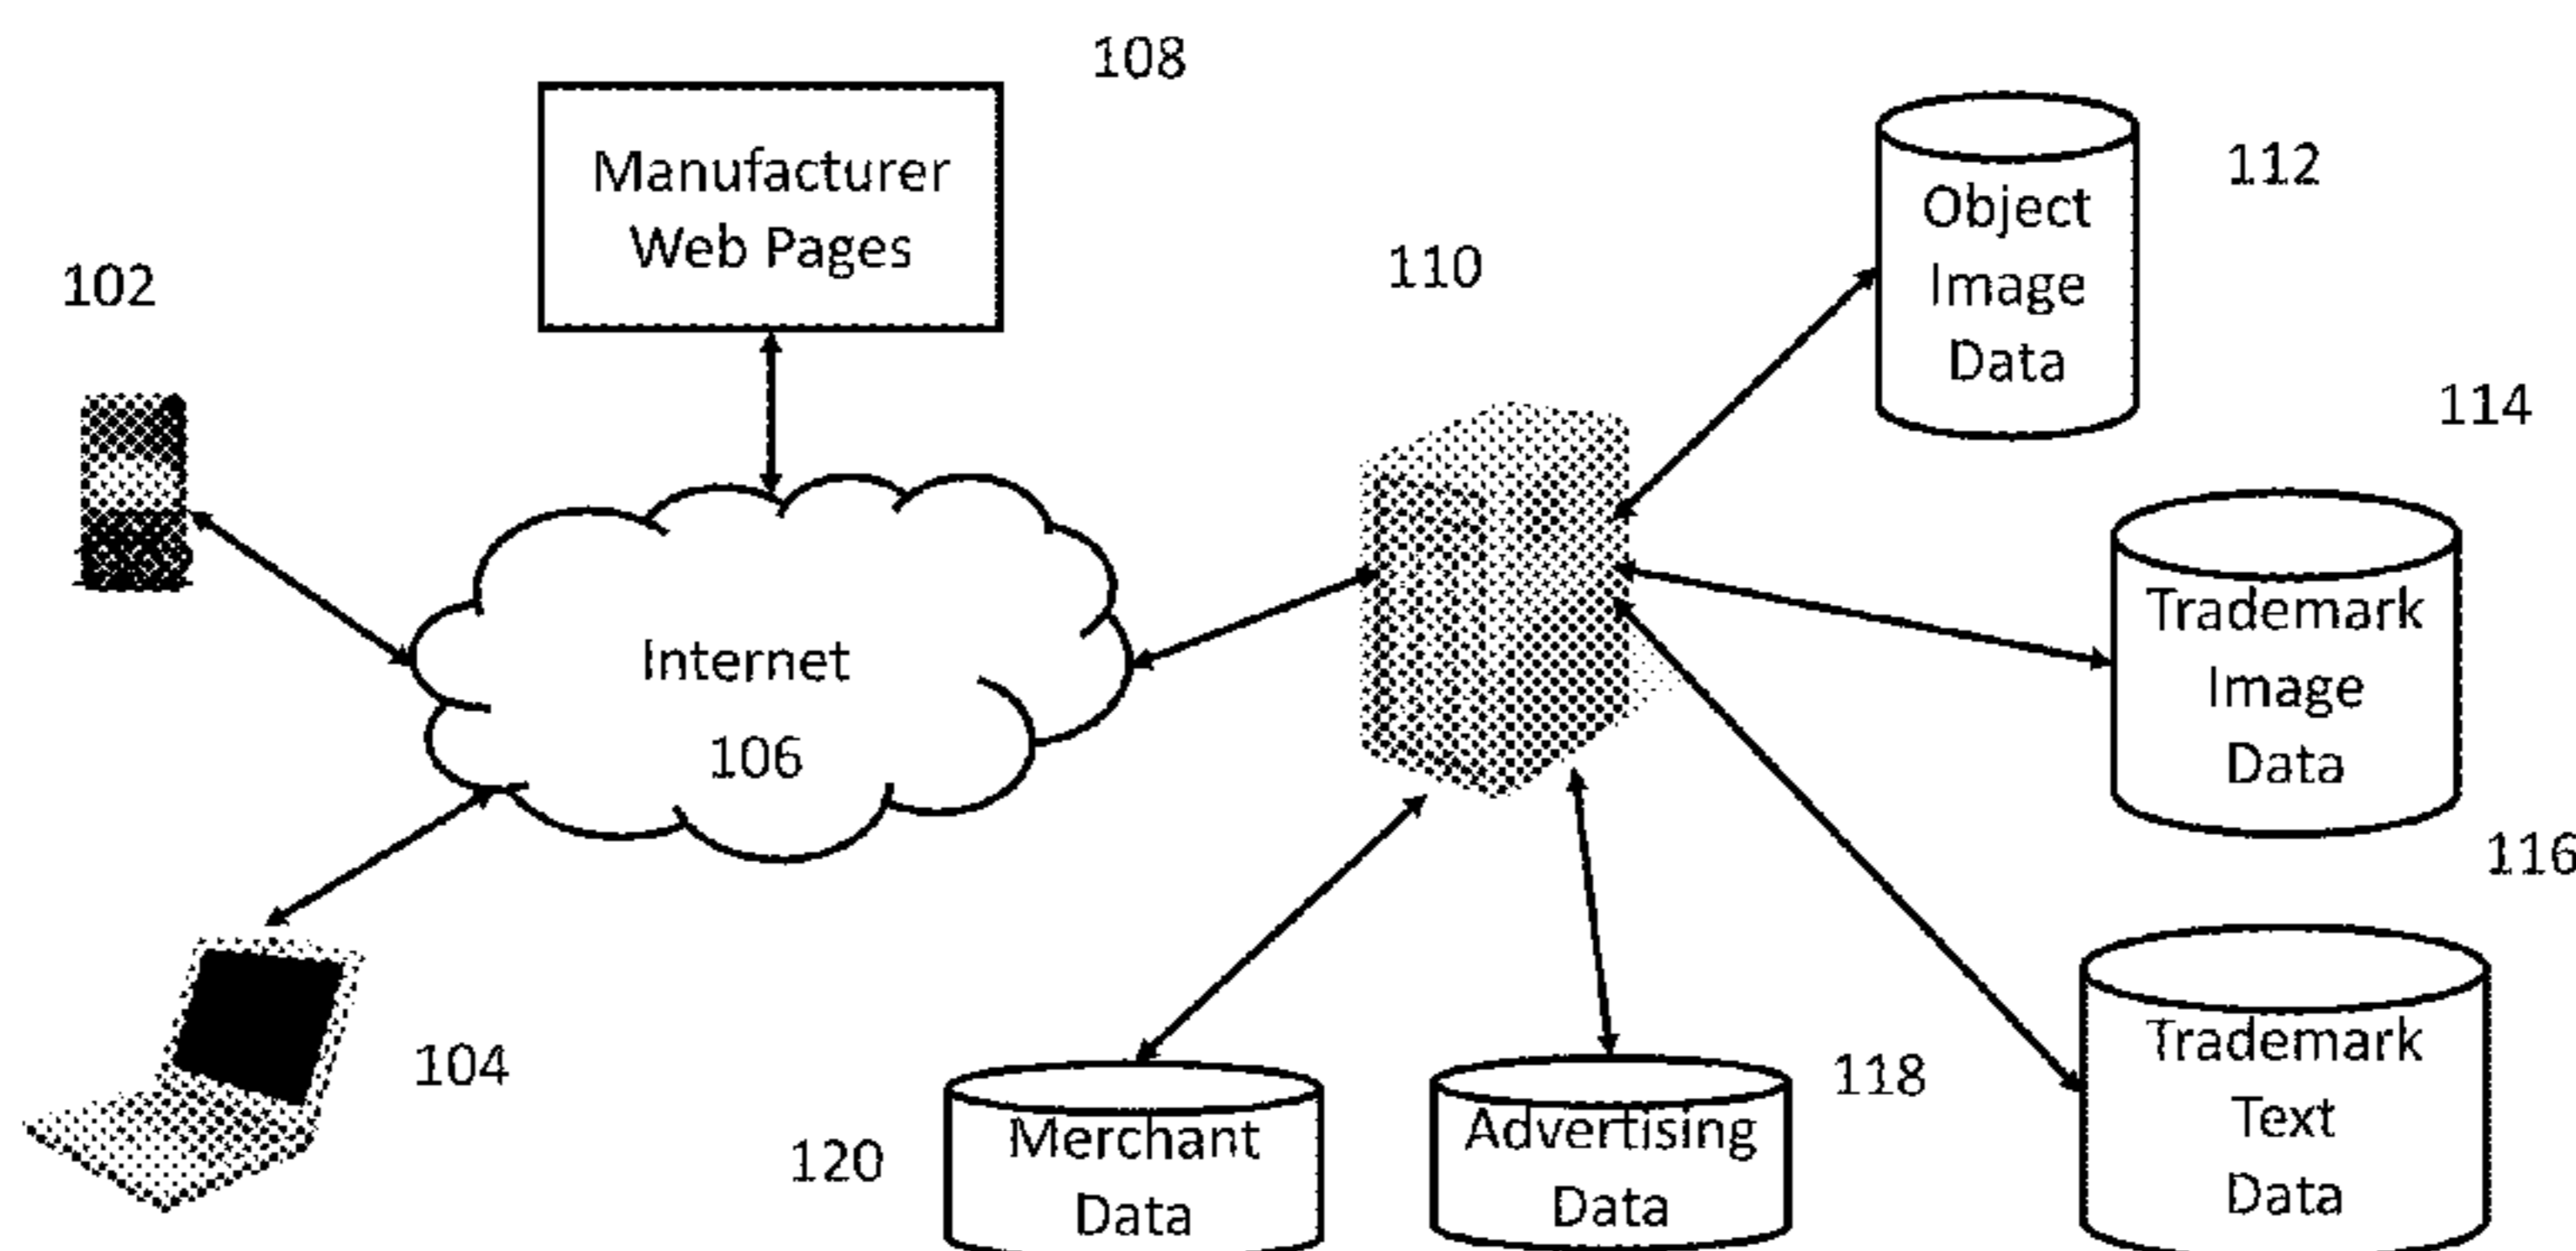 108
Manufacturer
Web Pages
102
110
112
Object
Image
Data
114
Trademark
Image
Data
Internet
106
116
Trademark
Text
Data
104
118
Advertising
Data
120
Merchant
Data